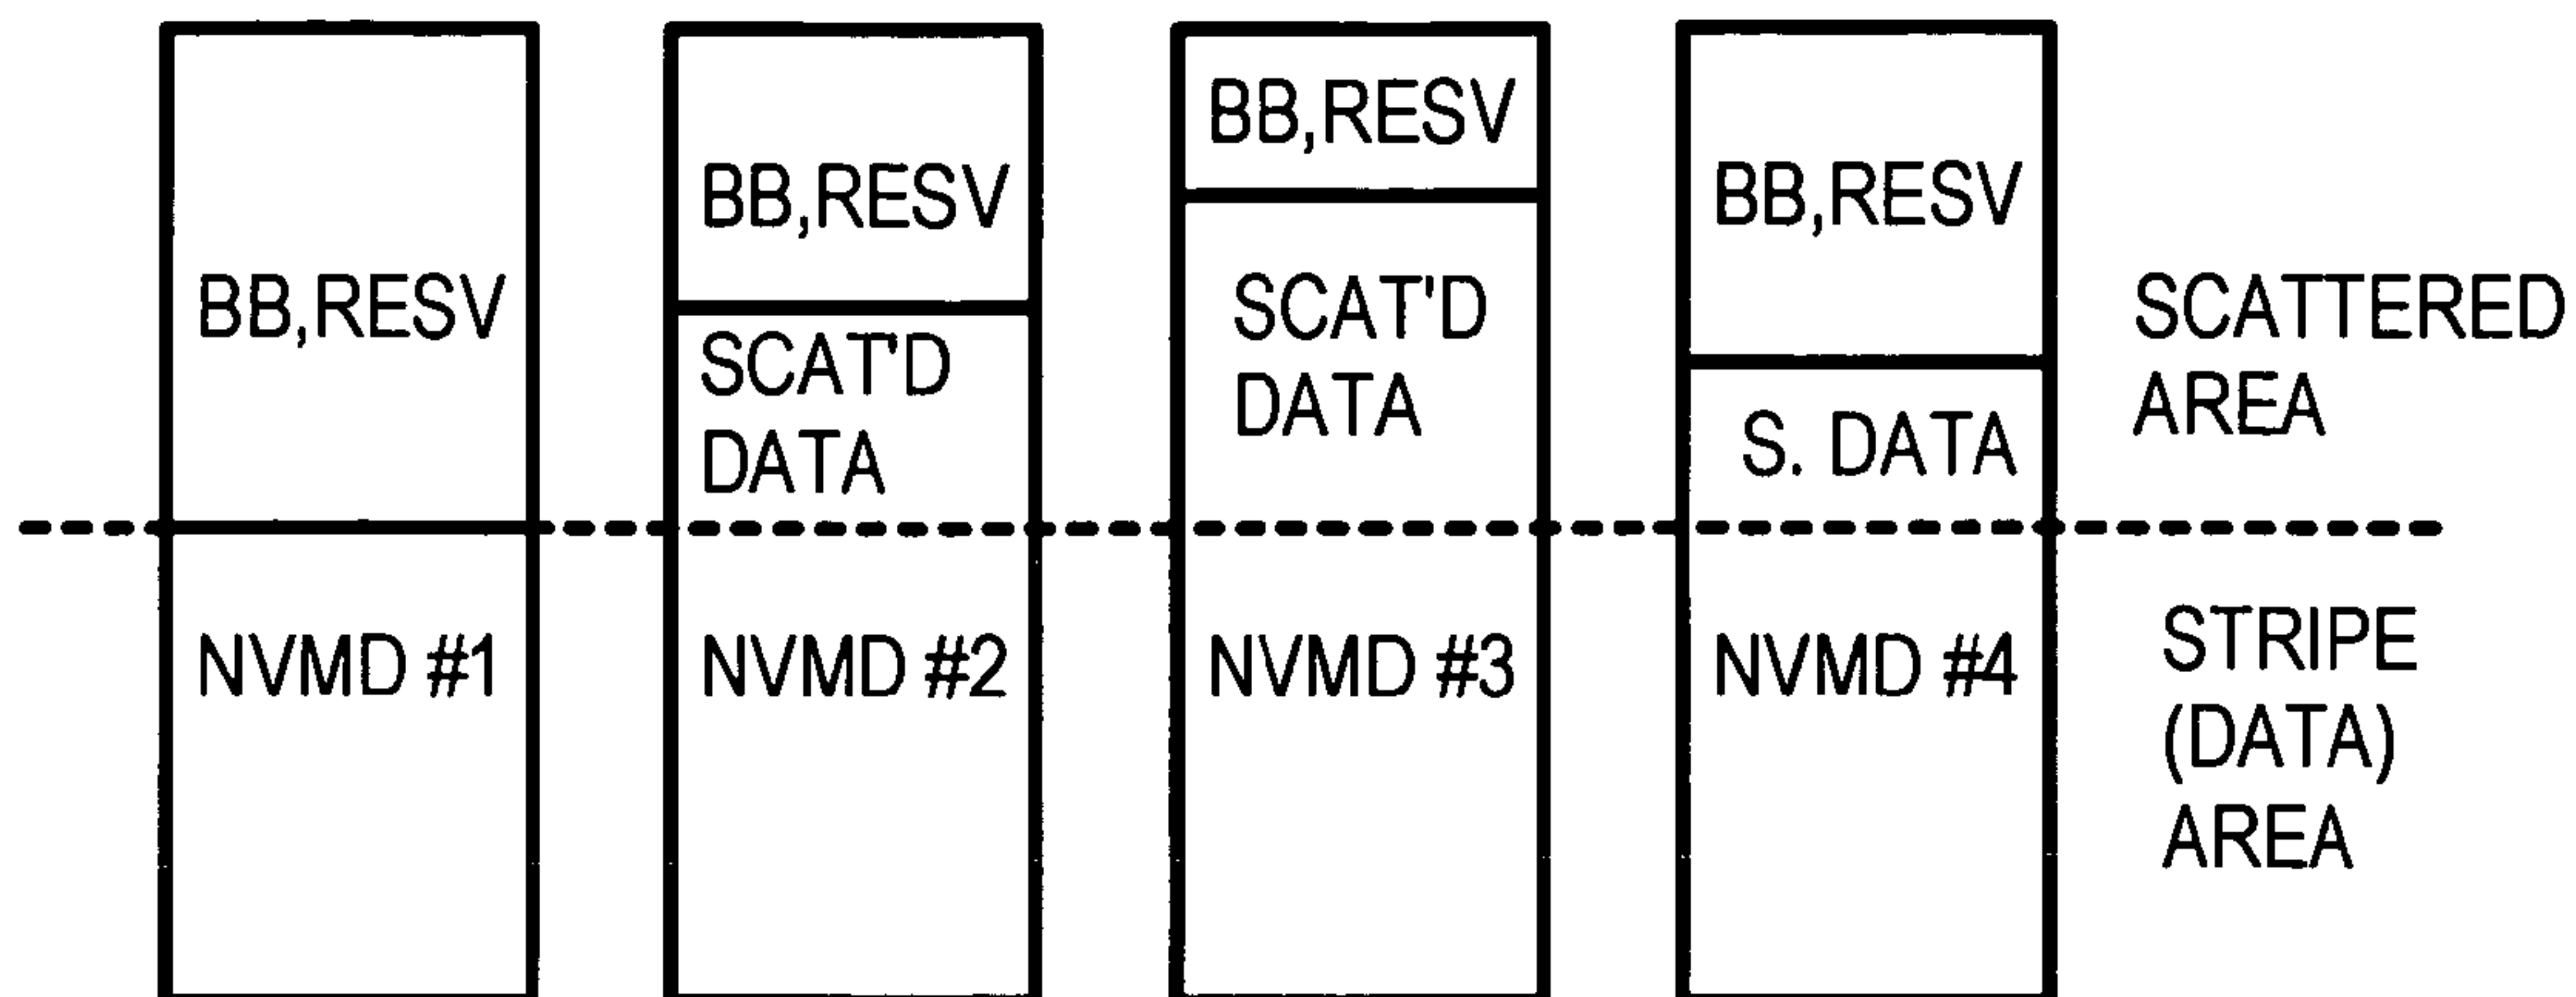 BB,RESV
NVMD #1
BB,RESV
SCAT'D
DATA
NVMD #2
BB,RESV
SCAT'D
DATA
NVMD #3
BB,RESV
S. DATA
NVMD #4
SCATTERED
AREA
STRIPE
(DATA)
AREA